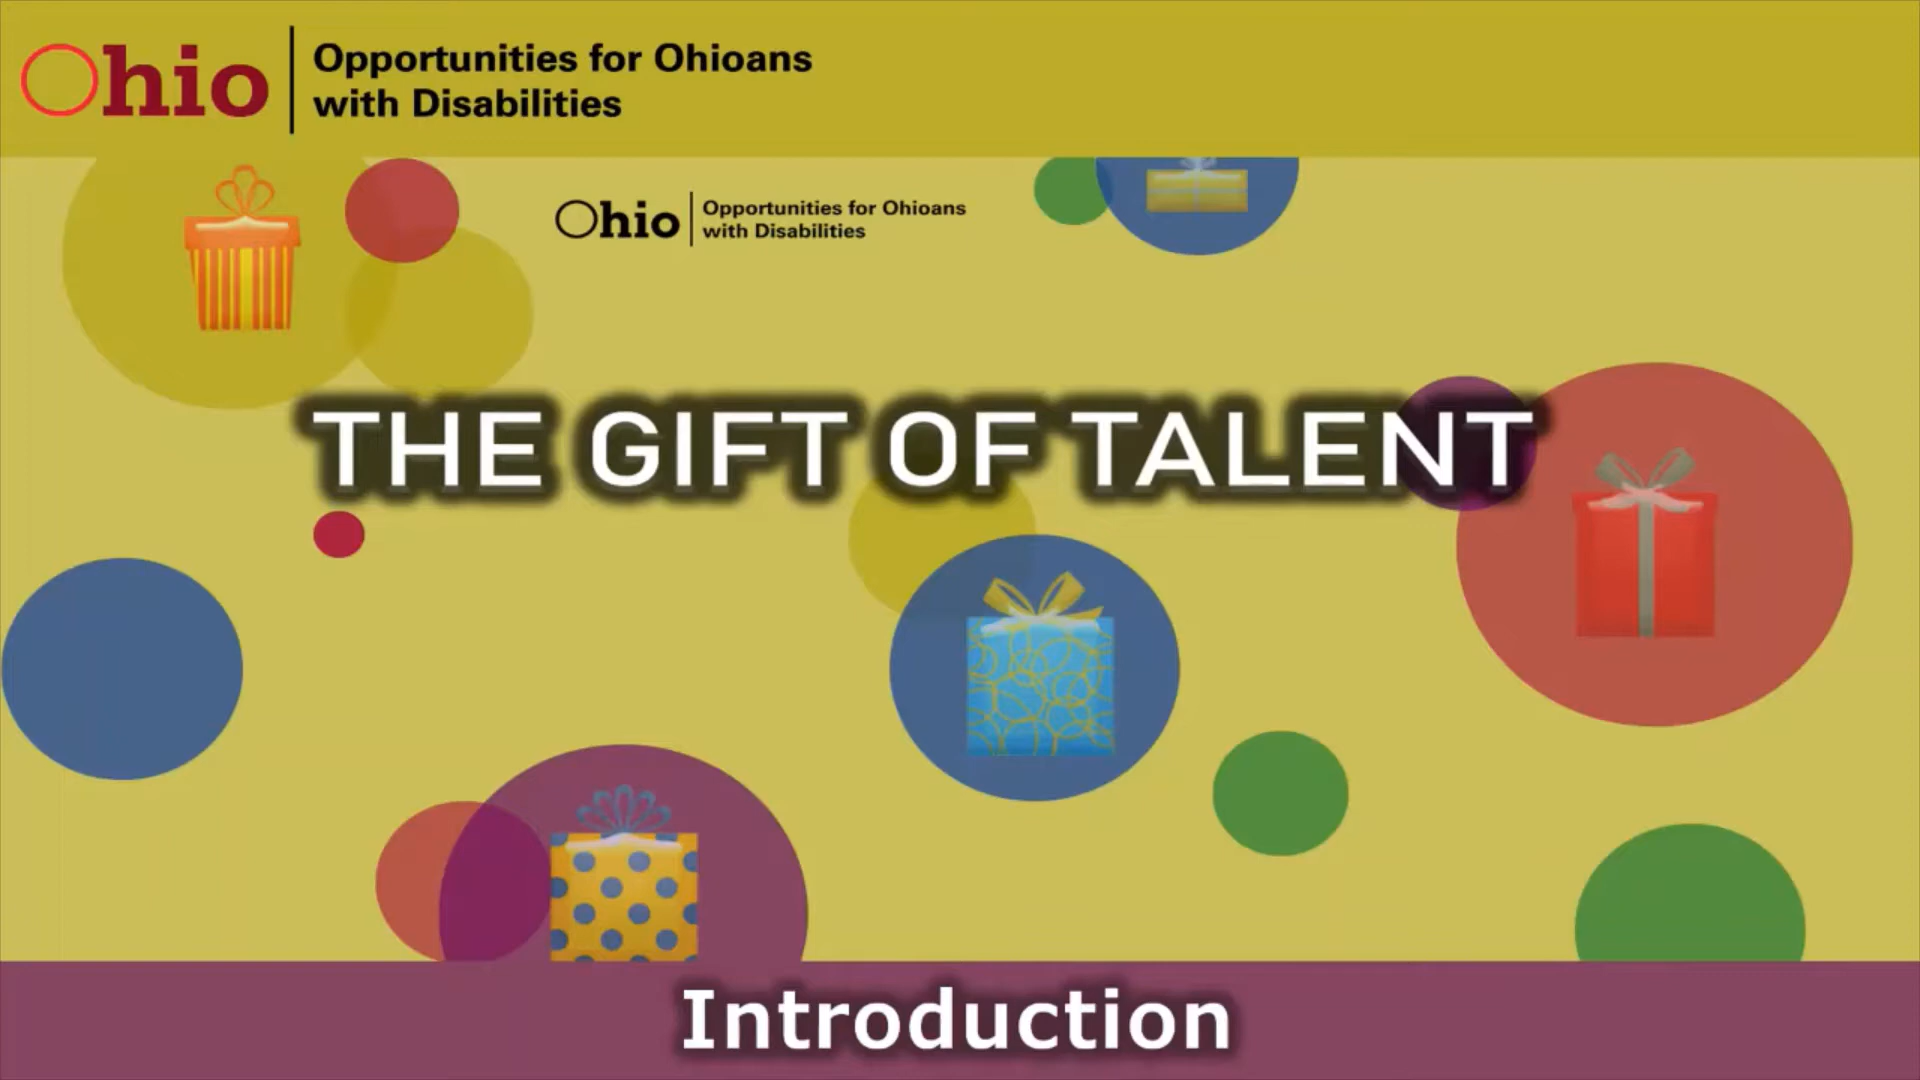 Ohio
Opportunities for Ohioans
with Disabilities
Ohio
Opportunities for Ohioans
with Disabilities
THE GIFT OF TALENT
Introduction